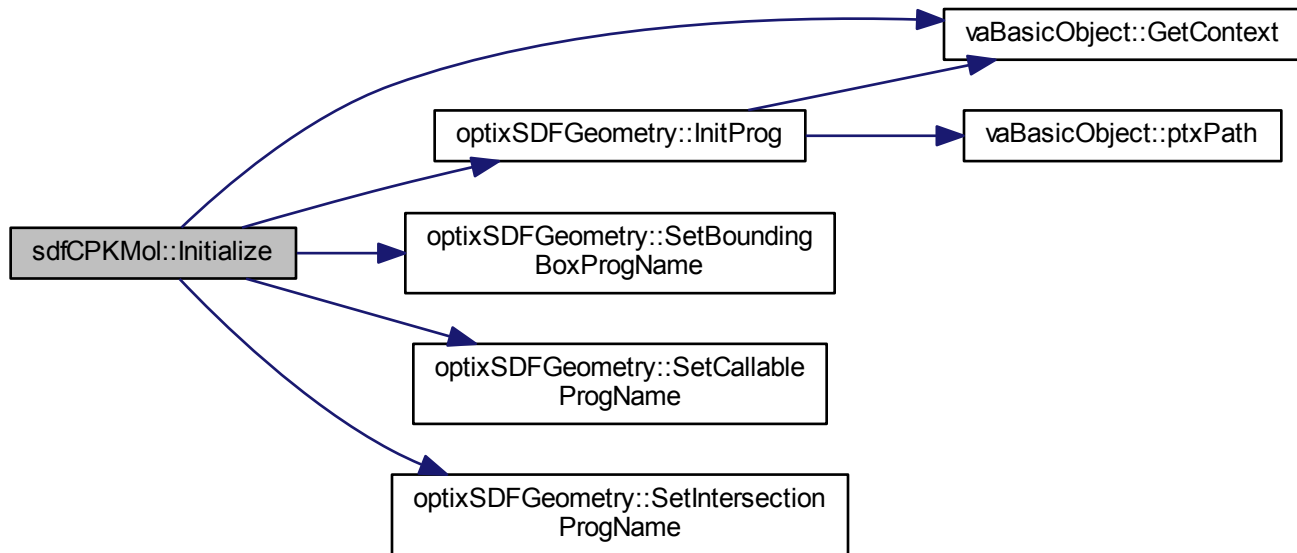 vaBasicObject::GetContext
optixSDFGeometry::InitProg
vaBasicObject::ptxPath
sdfCPKMol::Initialize
optixSDFGeometry::SetBounding
BoxProgName
optixSDFGeometry::SetCallable
ProgName
optixSDFGeometry::SetIntersection
ProgName